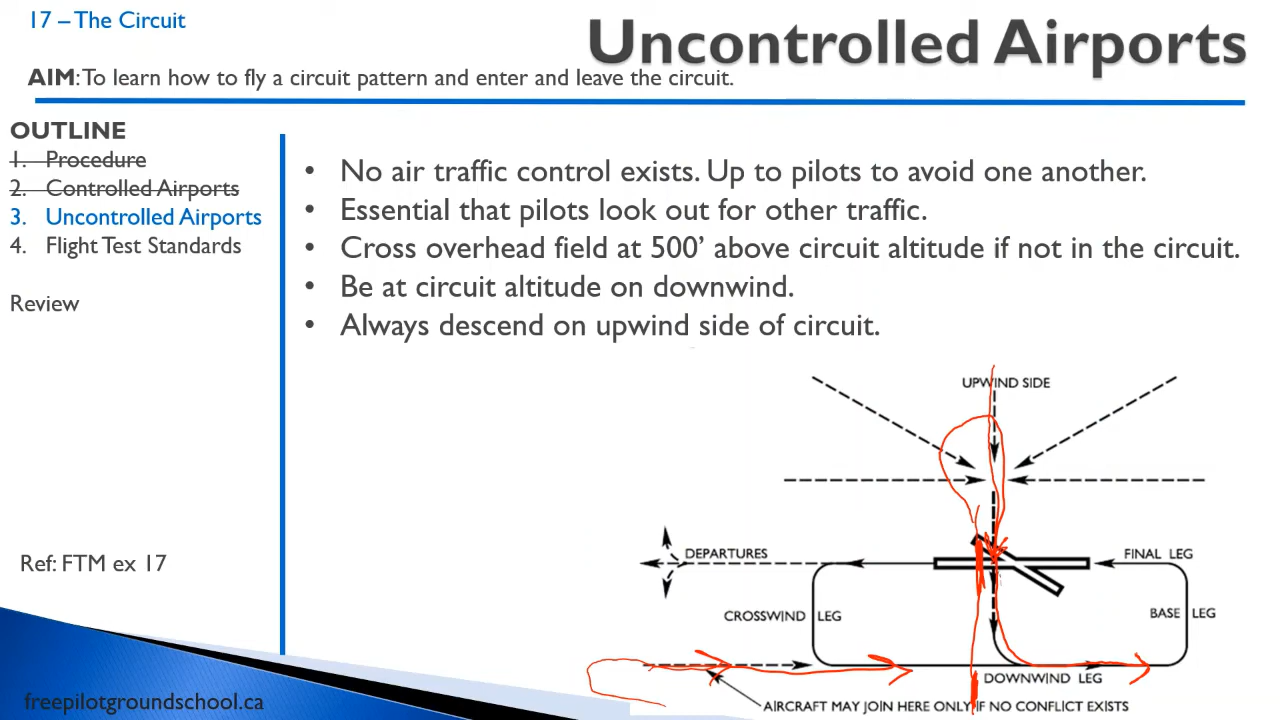 17 – The Circuit
Uncontrolled Airports
AIM: To learn how to fly a circuit pattern and enter and leave the circuit.
OUTLINE
1. Procedure
2. Controlled Airports
3. Uncontrolled Airports
4. Flight Test Standards
Review
Ref: FTM ex 17
freepilotgroundschool.ca
• No air traffic control exists. Up to pilots to avoid one another.
• Essential that pilots look out for other traffic.
• Cross overhead field at 500’ above circuit altitude if not in the circuit.
• Be at circuit altitude on downwind.
• Always descend on upwind side of circuit.
UPWIND SIDE
DEPARTURES
FINAL LEG
CROSSWIND LEG
BASE LEG
DOWNWIND LEG
AIRCRAFT MAY JOIN HERE ONLY IF NO CONFLICT EXISTS